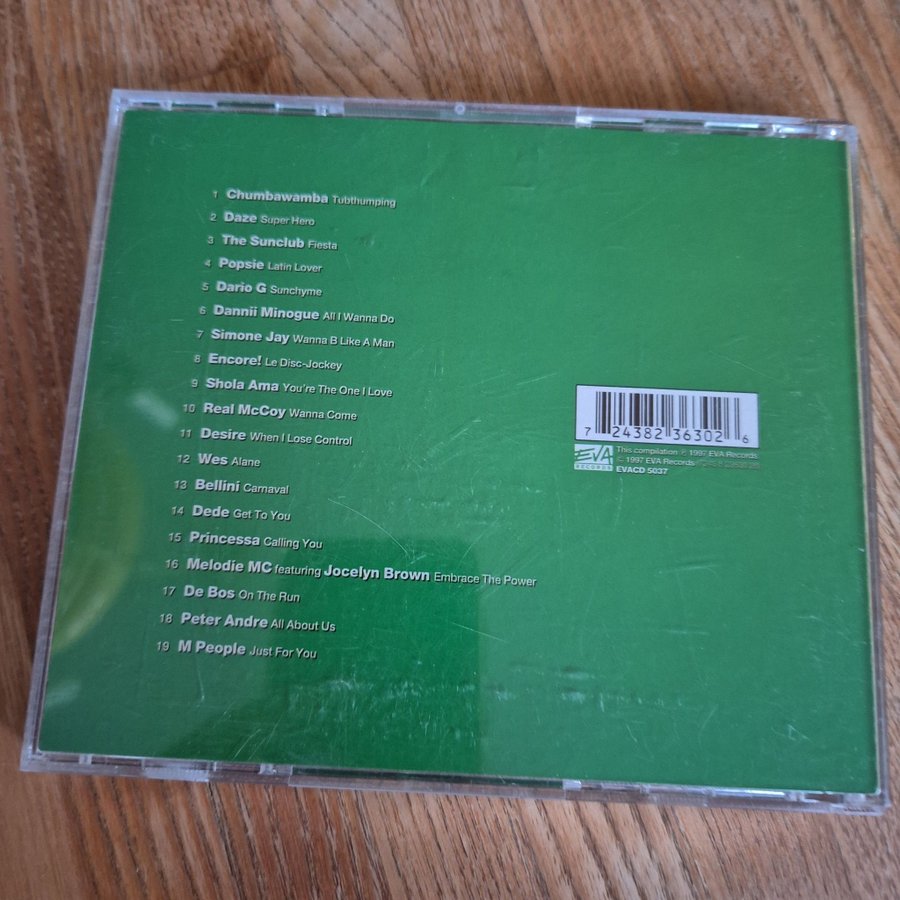 1 Chumbawamba Tubthumping
2 Daze Super Hero
3 The Sunclub Fiesta
4 Popsie Latin Lover
5 Dario G Sunchyme
6 Dannii Minogue All I Wanna Do
7 Simone Jay Wanna B Like A Man
8 Encore! Le Disc-Jockey
9 Shola Ama You're The One I Love
10 Real McCoy Wanna Come
11 Desire When I Lose Control
12 Wes Alane
13 Bellini Carnaval
14 Dede Get To You
15 Princessa Calling You
16 Melodie MC featuring Jocelyn Brown Embrace The Power
17 De Bos On The Run
18 Peter Andre All About Us
19 M People Just For You
7 24382 36302 6
EVA RECORDS
This compilation ℗ 1997 EVA Records
© 1997 EVA Records
EVACD 5037